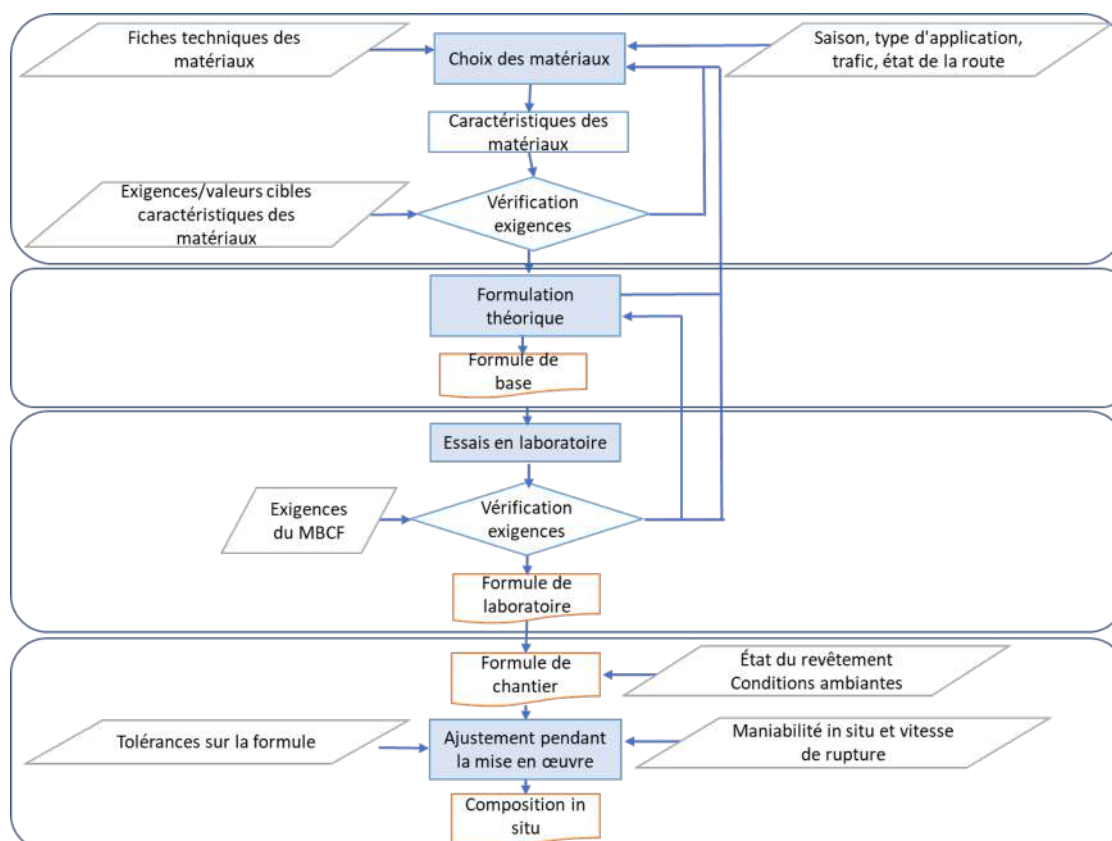 Fiches techniques des
matériaux
Choix des matériaux
Saison, type d'application,
trafic, état de la route
Caractéristiques des
matériaux
Exigences/valeurs cibles
caractéristiques des
matériaux
Vérification
exigences
Formulation
théorique
Formule de
base
Essais en laboratoire
Exigences
du MBCF
Vérification
exigences
Formule de
laboratoire
Formule de
chantier
État du revêtement
Conditions ambiantes
Tolérances sur la formule
Ajustement pendant
la mise en œuvre
Maniabilité in situ et vitesse
de rupture
Composition in
situ